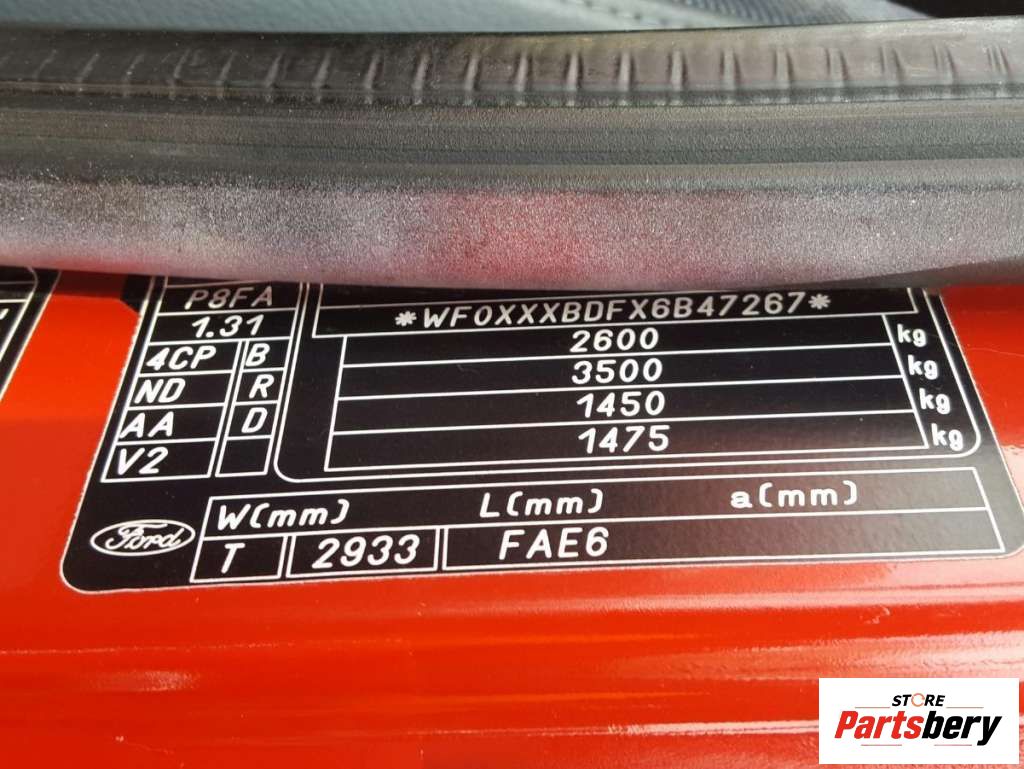 P8FA
*WF0XXXBDFX6B47267*
1.31
2600 kg
4CP B
3500 kg
ND R
1450 kg
AA D
1475 kg
V2
Ford
W(mm) L(mm) a(mm)
T 2933 FAE6
STORE
Partsbery